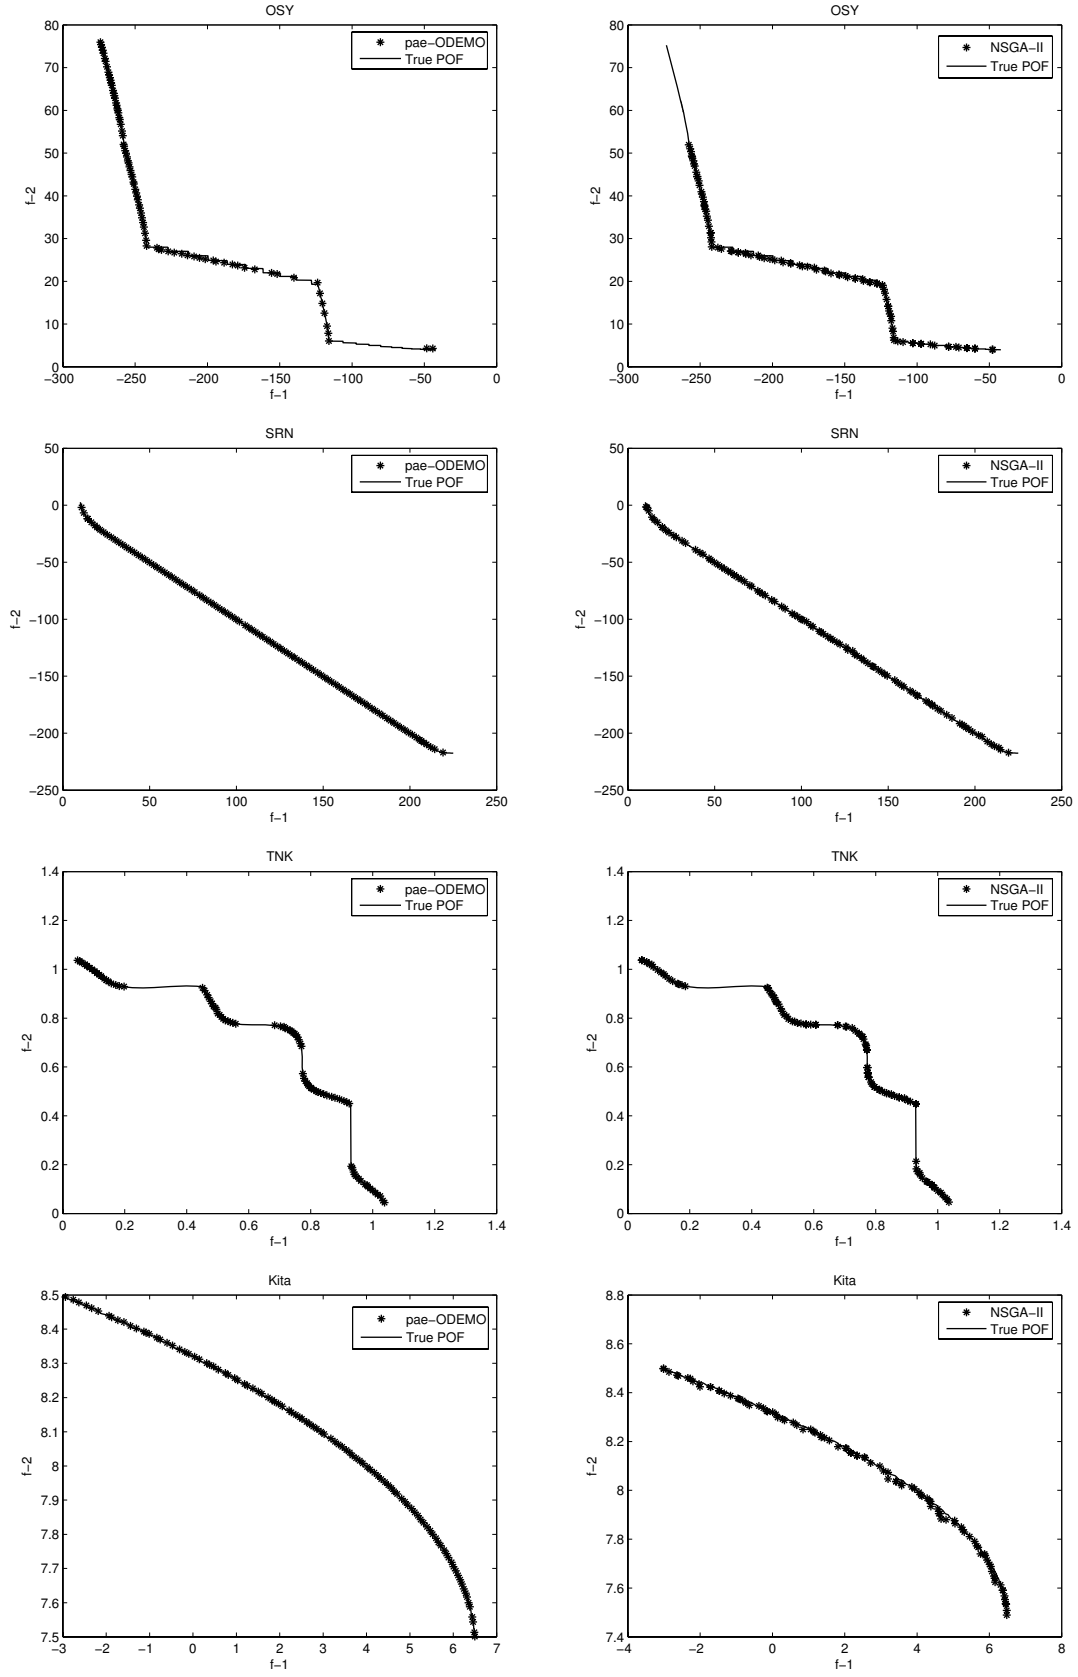 OSY
80
70
60
50
40
30
20
10
0
f−2
−300 −250 −200 −150 −100 −50 0
f−1
pae−ODEMO
True POF
OSY
80
70
60
50
40
30
20
10
0
f−2
−300 −250 −200 −150 −100 −50 0
f−1
NSGA−II
True POF
SRN
50
0
−50
−100
−150
−200
−250
f−2
0 50 100 150 200 250
f−1
pae−ODEMO
True POF
SRN
50
0
−50
−100
−150
−200
−250
f−2
0 50 100 150 200 250
f−1
NSGA−II
True POF
TNK
1.4
1.2
1
0.8
0.6
0.4
0.2
0
f−2
0 0.2 0.4 0.6 0.8 1 1.2 1.4
f−1
pae−ODEMO
True POF
TNK
1.4
1.2
1
0.8
0.6
0.4
0.2
0
f−2
0 0.2 0.4 0.6 0.8 1 1.2 1.4
f−1
NSGA−II
True POF
Kita
8.5
8.4
8.3
8.2
8.1
8
7.9
7.8
7.7
7.6
7.5
f−2
−3 −2 −1 0 1 2 3 4 5 6 7
f−1
pae−ODEMO
True POF
Kita
8.8
8.6
8.4
8.2
8
7.8
7.6
7.4
f−2
−4 −2 0 2 4 6 8
f−1
NSGA−II
True POF